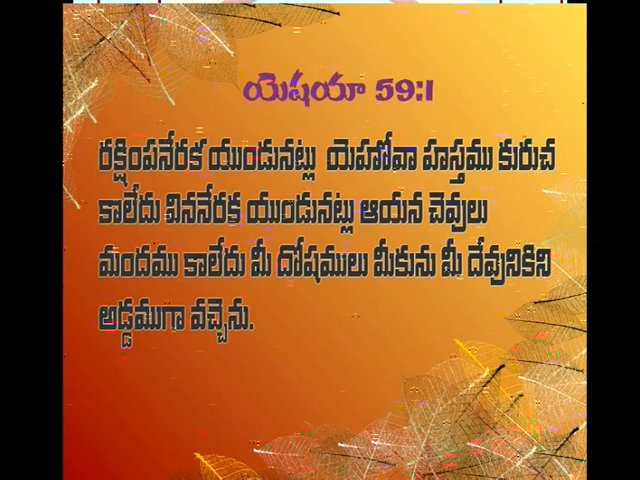 యెషయా 59:1
రక్షింపనేరక యుండునట్లు యెహోవా హస్తము కురుచ
కాలేదు విననేరక యుండునట్లు ఆయన చెవులు
మందము కాలేదు మీ దోషములు మీకును మీ దేవునికిని
అడ్డముగా వచ్చెను.